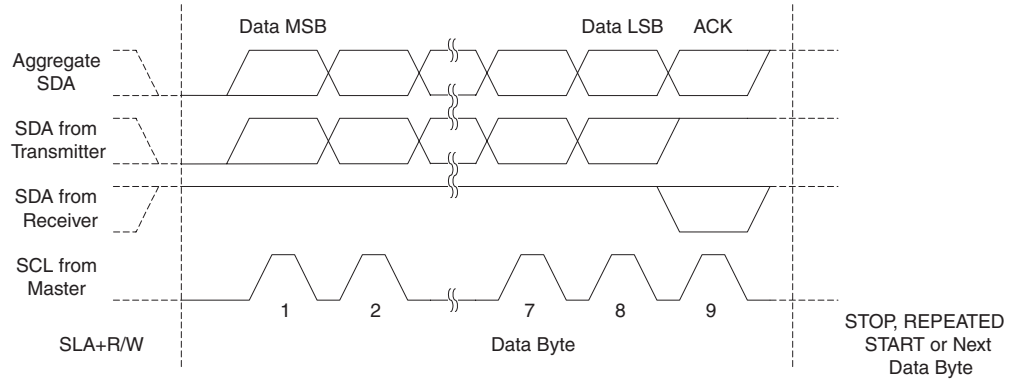 Data MSB
Data LSB
ACK
Aggregate
SDA
SDA from
Transmitter
SDA from
Receiver
SCL from
Master
1
2
7
8
9
SLA+R/W
Data Byte
STOP, REPEATED
START or Next
Data Byte